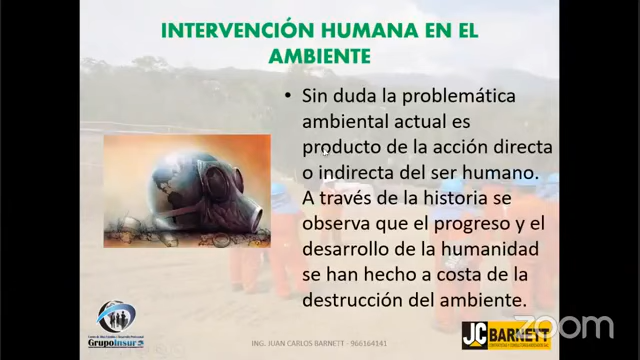 INTERVENCIÓN HUMANA EN EL
AMBIENTE
• Sin duda la problemática
ambiental actual es
producto de la acción directa
o indirecta del ser humano.
A través de la historia se
observa que el progreso y el
desarrollo de la humanidad
se han hecho a costa de la
destrucción del ambiente.
Grupoinsur
ING. JUAN CARLOS BARNETT - 966164141
JC BARNETT
zoom